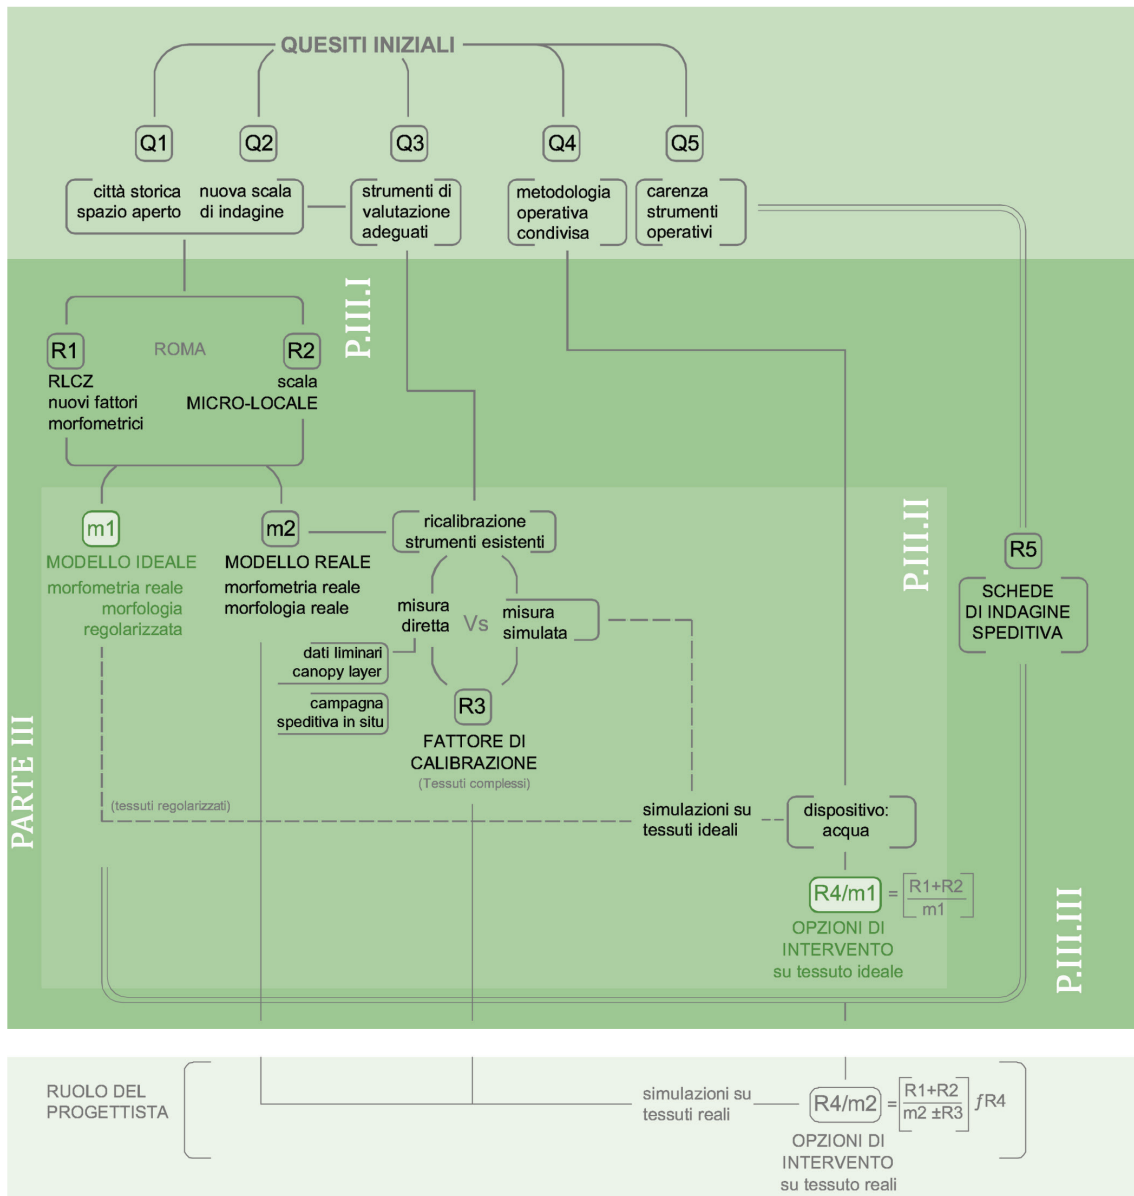 QUESITI INIZIALI
Q1
Q2
Q3
Q4
Q5
città storica
spazio aperto
nuova scala
di indagine
strumenti di
valutazione
adeguati
metodologia
operativa
condivisa
carenza
strumenti
operativi
P.III.I
R1
ROMA
R2
RLCZ
nuovi fattori
morfometrici
scala
MICRO-LOCALE
P.III.II
m1
MODELLO IDEALE
morfometria reale
morfologia
regolarizzata
m2
MODELLO REALE
morfometria reale
morfologia reale
ricalibrazione
strumenti esistenti
misura
diretta
Vs
misura
simulata
dati liminari
canopy layer
campagna
speditiva in situ
R3
FATTORE DI
CALIBRAZIONE
(Tessuti complessi)
R5
SCHEDE
DI INDAGINE
SPEDITIVA
PARTE III
(tessuti regolarizzati)
simulazioni su
tessuti ideali
dispositivo:
acqua
R4/m1
= R1+R2
m1
OPZIONI DI
INTERVENTO
su tessuto ideale
P.III.III
RUOLO DEL
PROGETTISTA
simulazioni su
tessuti reali
R4/m2
= R1+R2
m2 ±R3
ƒR4
OPZIONI DI
INTERVENTO
su tessuto reali